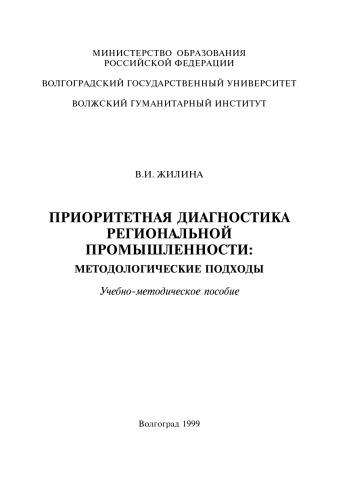 МИНИСТЕРСТВО ОБРАЗОВАНИЯ
РОССИЙСКОЙ ФЕДЕРАЦИИ
ВОЛГОГРАДСКИЙ ГОСУДАРСТВЕННЫЙ УНИВЕРСИТЕТ
ВОЛЖСКИЙ ГУМАНИТАРНЫЙ ИНСТИТУТ
В.И. ЖИЛИНА
ПРИОРИТЕТНАЯ ДИАГНОСТИКА
РЕГИОНАЛЬНОЙ
ПРОМЫШЛЕННОСТИ:
МЕТОДОЛОГИЧЕСКИЕ ПОДХОДЫ
Учебно-методическое пособие
Волгоград 1999